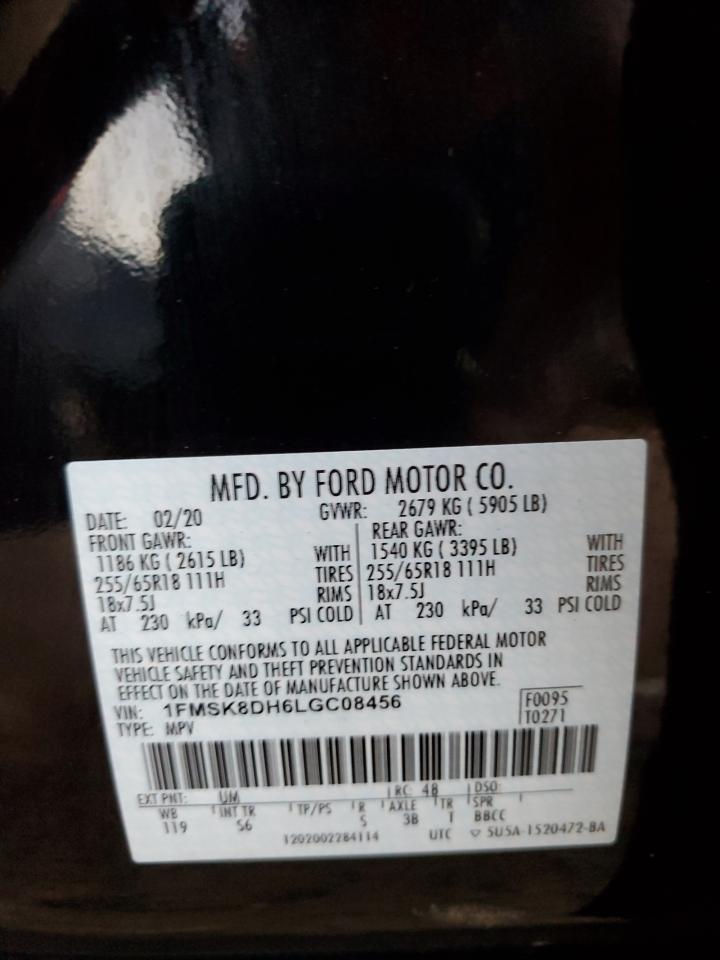 MFD. BY FORD MOTOR CO.
DATE: 02/20 GVWR: 2679 KG ( 5905 LB)
FRONT GAWR: REAR GAWR:
1186 KG ( 2615 LB) WITH 1540 KG ( 3395 LB) WITH
255/65R18 111H TIRES 255/65R18 111H TIRES
18x7.5J RIMS 18x7.5J RIMS
AT 230 kPa/ 33 PSI COLD AT 230 kPa/ 33 PSI COLD
THIS VEHICLE CONFORMS TO ALL APPLICABLE FEDERAL MOTOR
VEHICLE SAFETY AND THEFT PREVENTION STANDARDS IN
EFFECT ON THE DATE OF MANUFACTURE SHOWN ABOVE.
VIN: 1FMSK8DH6LGC08456 F0095
TYPE: MPV T0271
EXT PNT: UM RC: 48 DSO:
WB INT TR TP/PS R AXLE TR SPR
119 S6 5 3B 1 BBCC
1202002284114 UTC ▽ 5U5A-1520472-BA